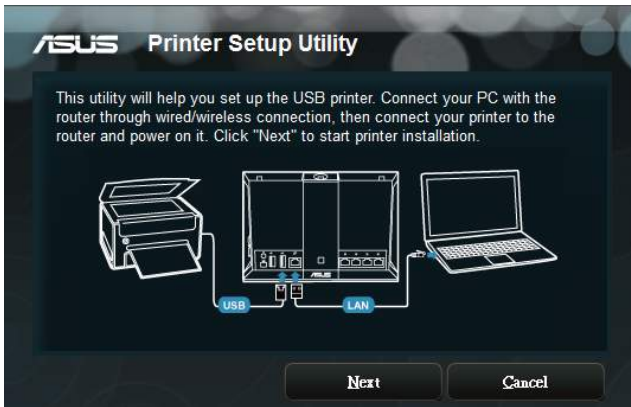 ASUS Printer Setup Utility
This utility will help you set up the USB printer. Connect your PC with the
router through wired/wireless connection, then connect your printer to the
router and power on it. Click "Next" to start printer installation.
ASUS
USB LAN
Next Cancel